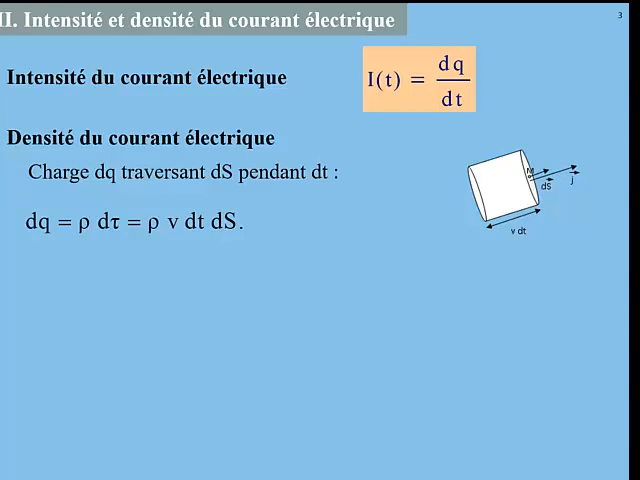 II. Intensité et densité du courant électrique
3
Intensité du courant électrique
I(t) = dq/dt
Densité du courant électrique
Charge dq traversant dS pendant dt :
dq = ρ dτ = ρ v dt dS.
M
dS
j
v dt